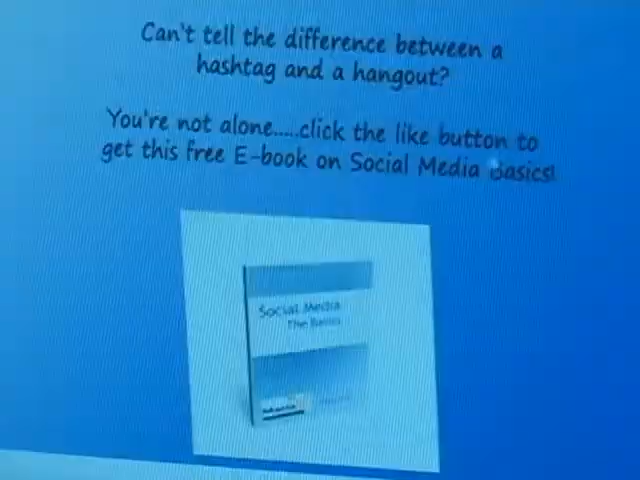 Can't tell the difference between a
hashtag and a hangout?
You're not alone.....click the like button to
get this free E-book on Social Media Basics!
Social Media
The Basics